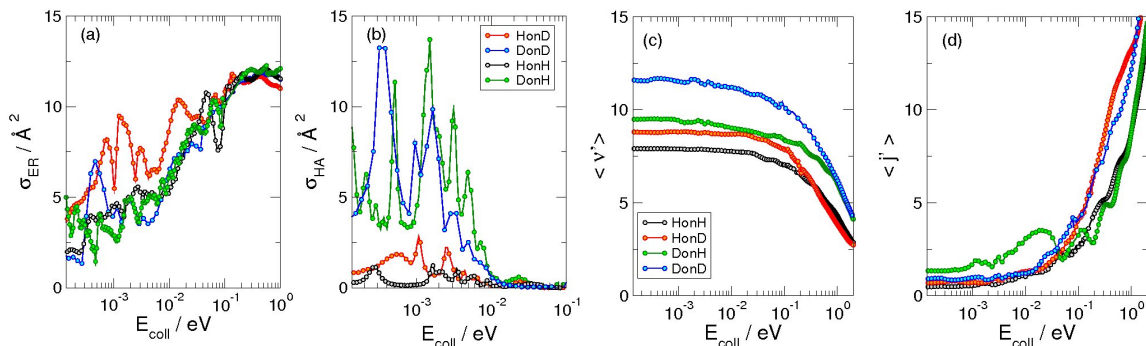 (a)
σER / Å 2
15
10
5
0
10-3
10-2
10-1
100
Ecoll / eV
(b)
σHA / Å 2
HonD
DonD
HonH
DonH
15
10
5
0
10-3
10-2
10-1
Ecoll / eV
(c)
< v' >
15
10
5
0
HonH
HonD
DonH
DonD
10-3
10-2
10-1
100
Ecoll / eV
(d)
< j' >
15
10
5
0
10-3
10-2
10-1
100
Ecoll / eV